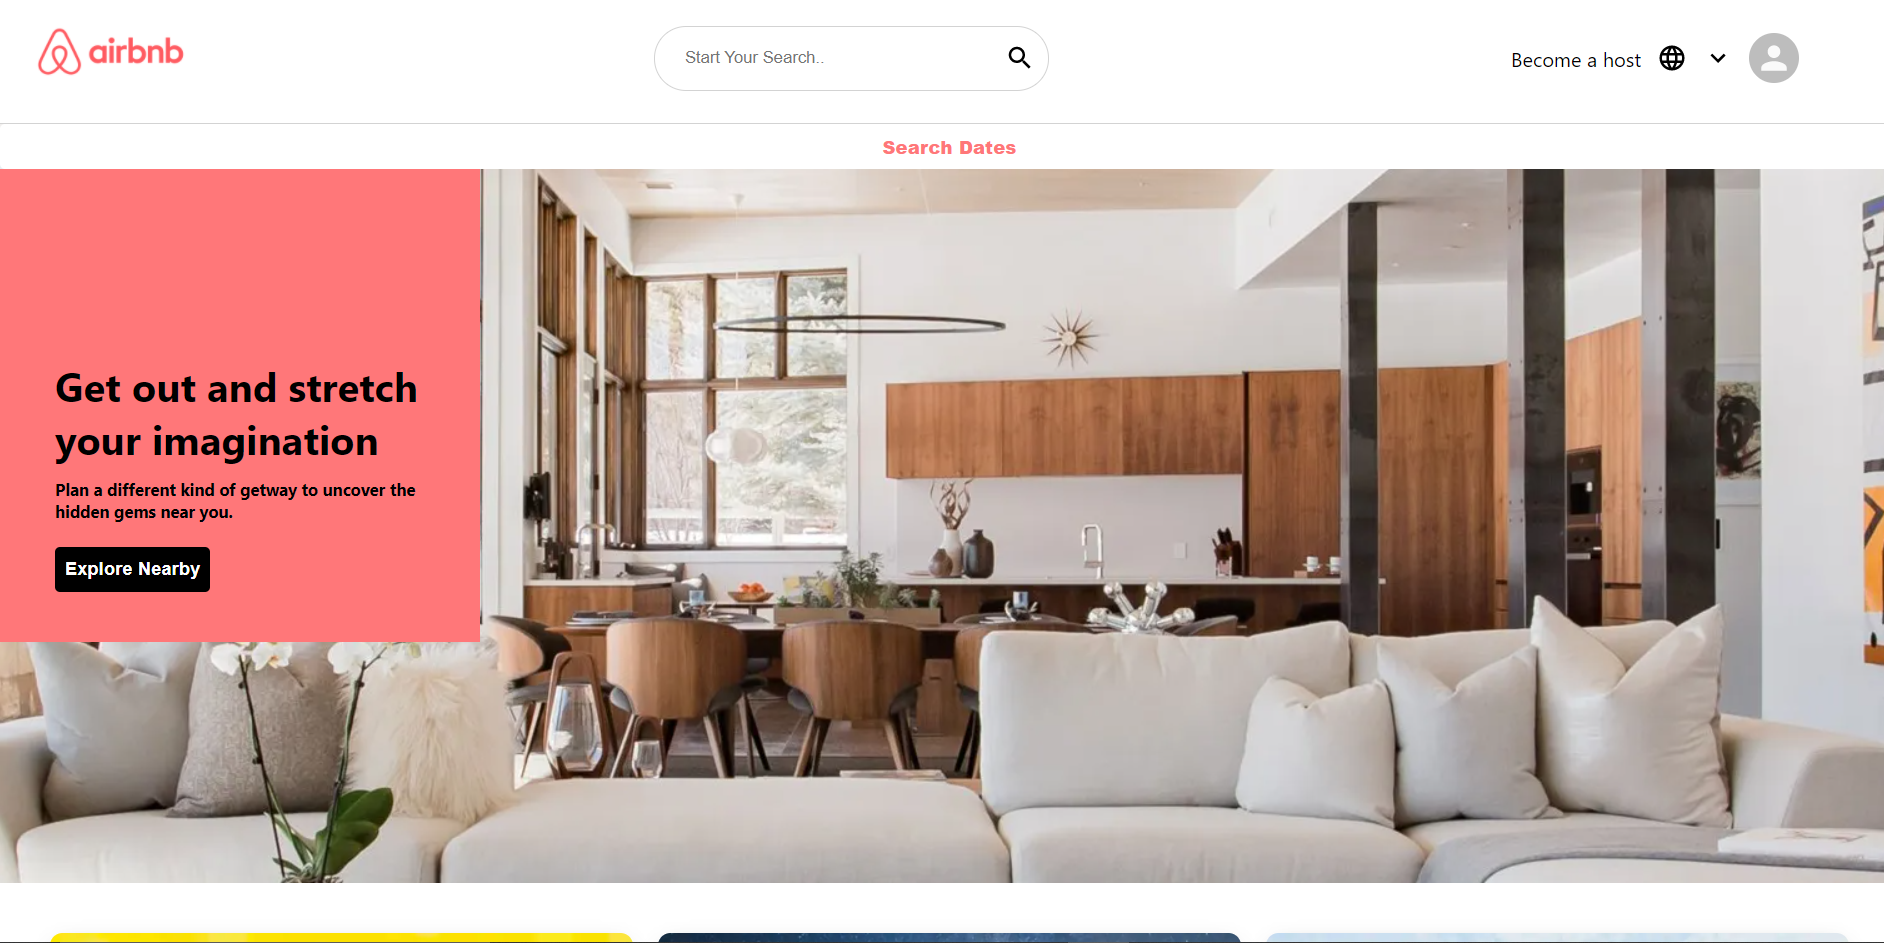 airbnb
Start Your Search..
Become a host
Search Dates
Get out and stretch
your imagination
Plan a different kind of getway to uncover the
hidden gems near you.
Explore Nearby